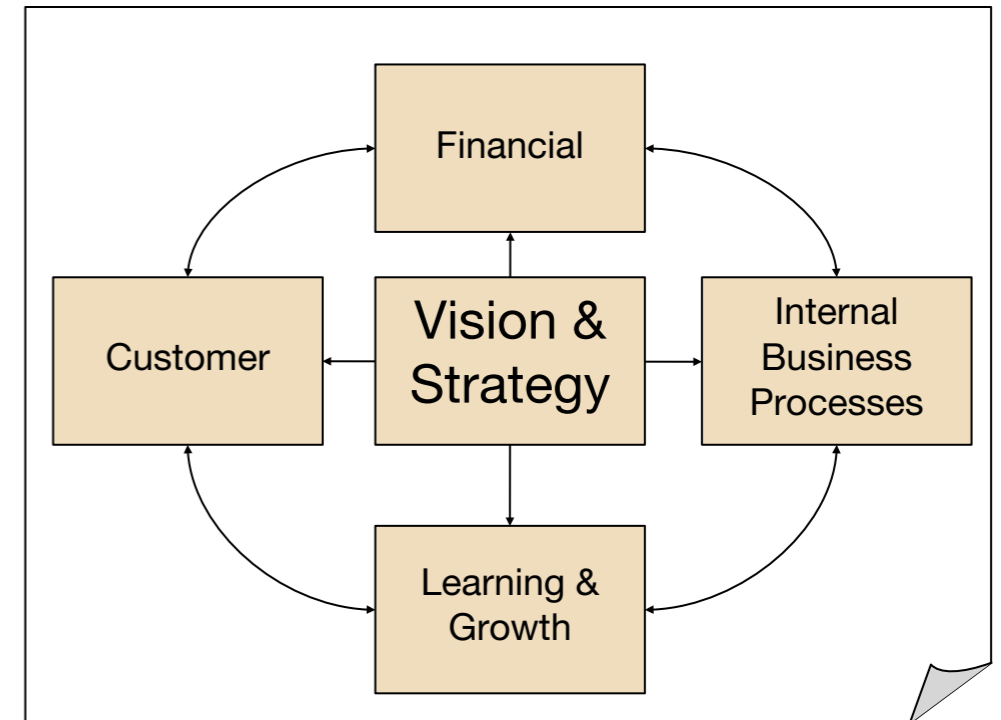 Financial
Customer
Vision &
Strategy
Internal
Business
Processes
Learning &
Growth